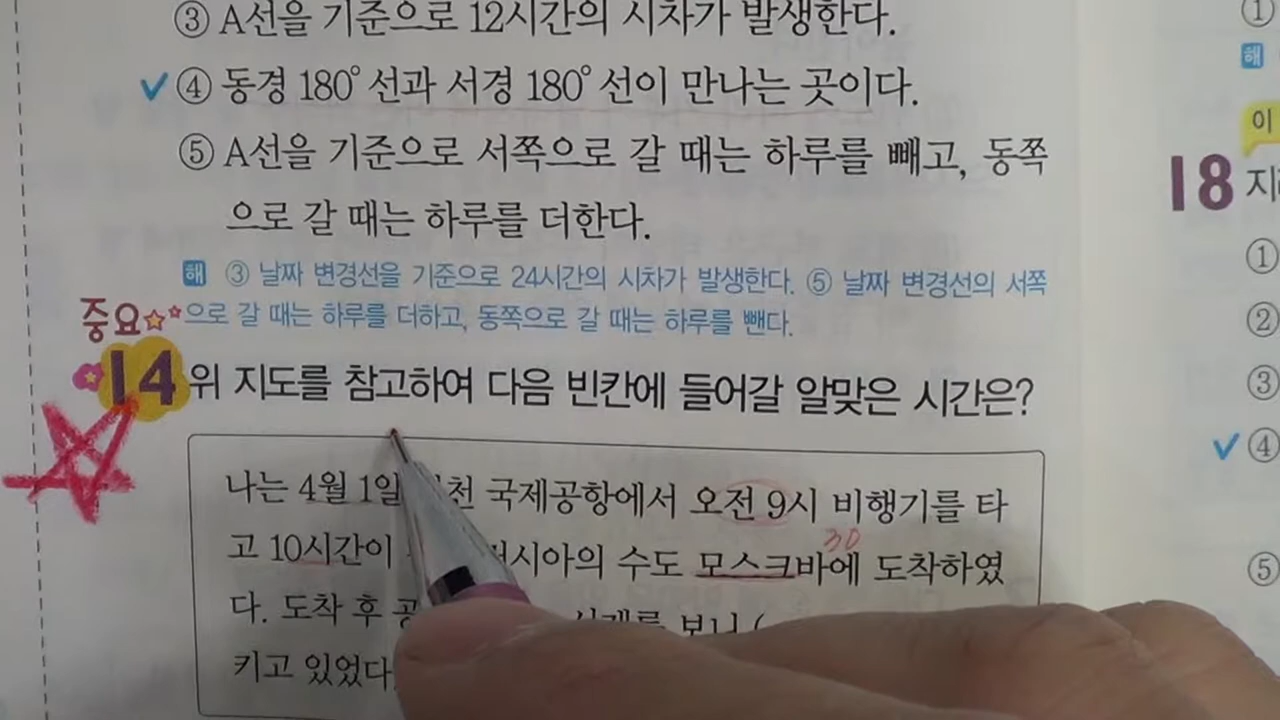 ③ A선을 기준으로 12시간의 시차가 발생한다.
④ 동경 180° 선과 서경 180° 선이 만나는 곳이다.
⑤ A선을 기준으로 서쪽으로 갈 때는 하루를 빼고, 동쪽
으로 갈 때는 하루를 더한다.
해 ③ 날짜 변경선을 기준으로 24시간의 시차가 발생한다. ⑤ 날짜 변경선의 서쪽
으로 갈 때는 하루를 더하고, 동쪽으로 갈 때는 하루를 뺀다.
중요
14 위 지도를 참고하여 다음 빈칸에 들어갈 알맞은 시간은?
나는 4월 1일 국제공항에서 오전 9시 비행기를 타
30
고 10시간이 수도 모스크바에 도착하였
다. 도착 후 시계를 보니 (
키고 있었다.
①
해
이
18
①
②
③
④
⑤